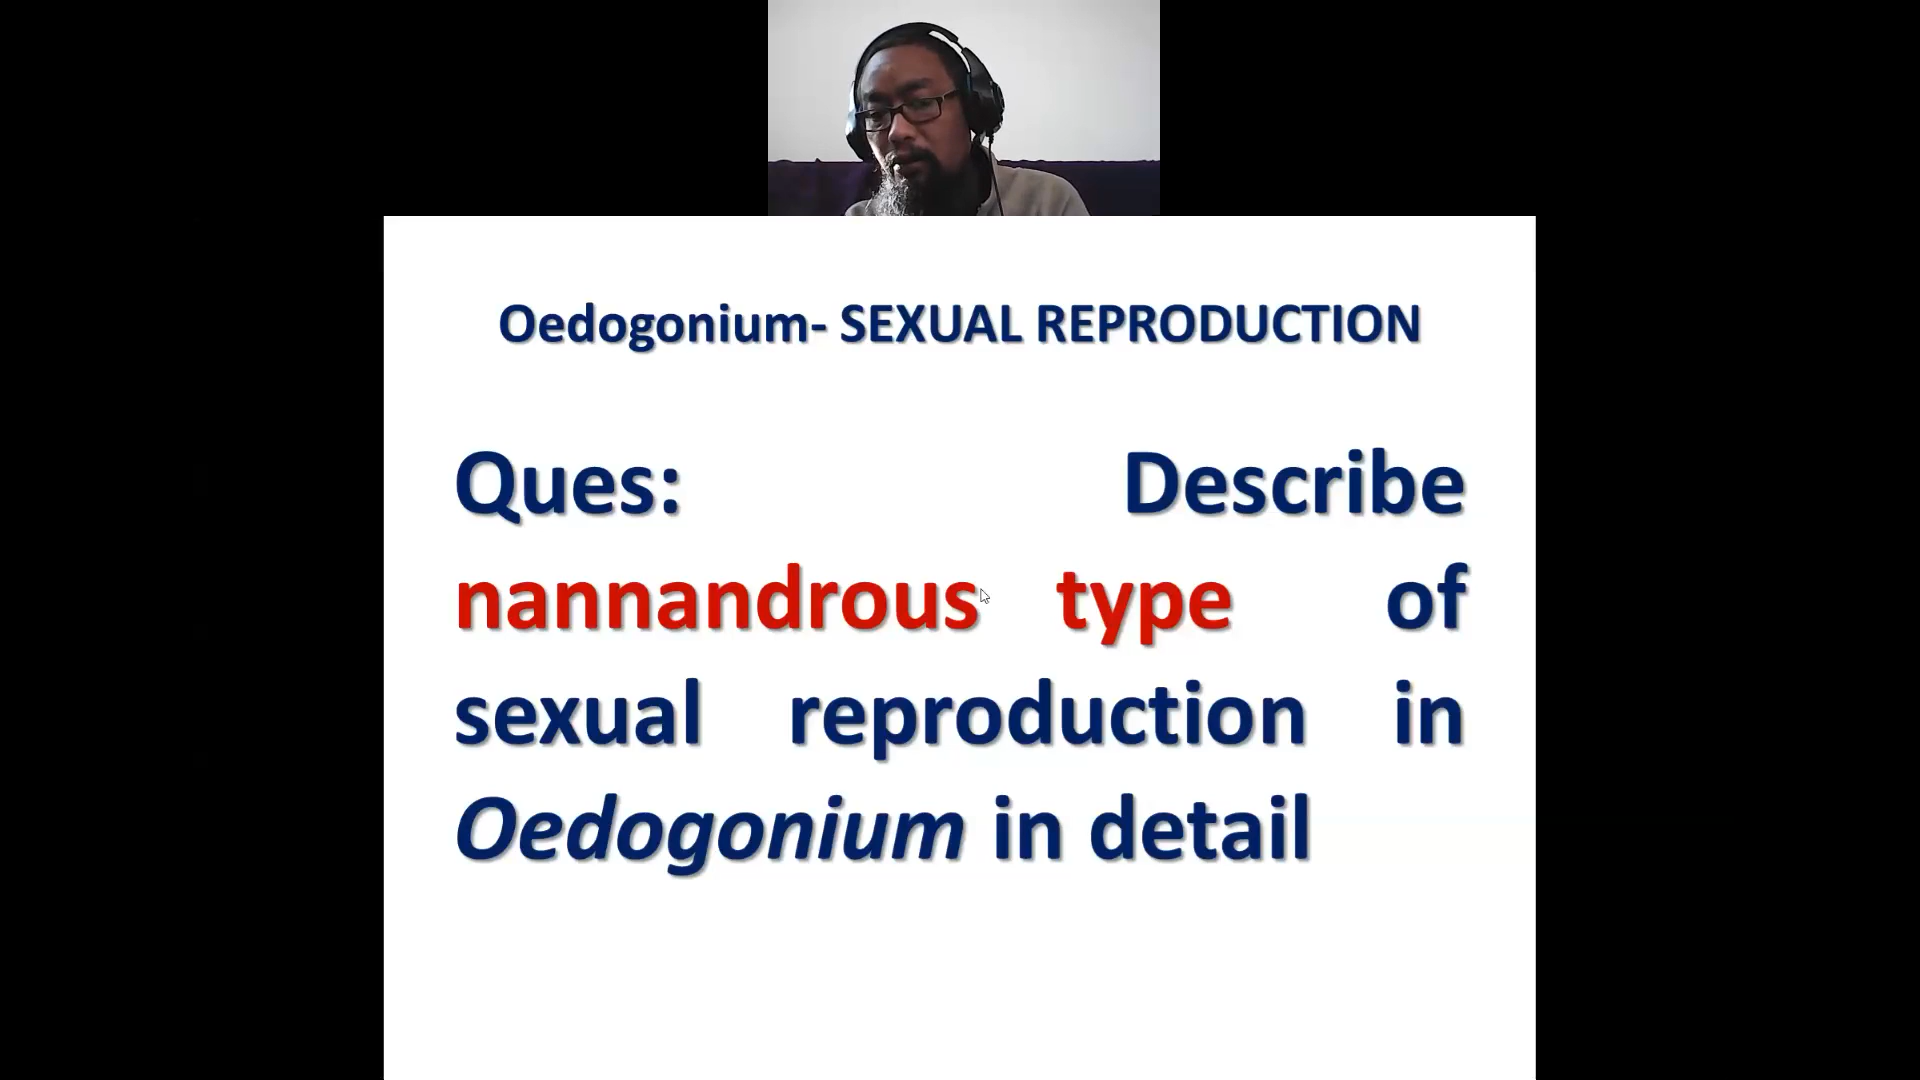 Oedogonium- SEXUAL REPRODUCTION
Ques: Describe
nannandrous type of
sexual reproduction in
Oedogonium in detail